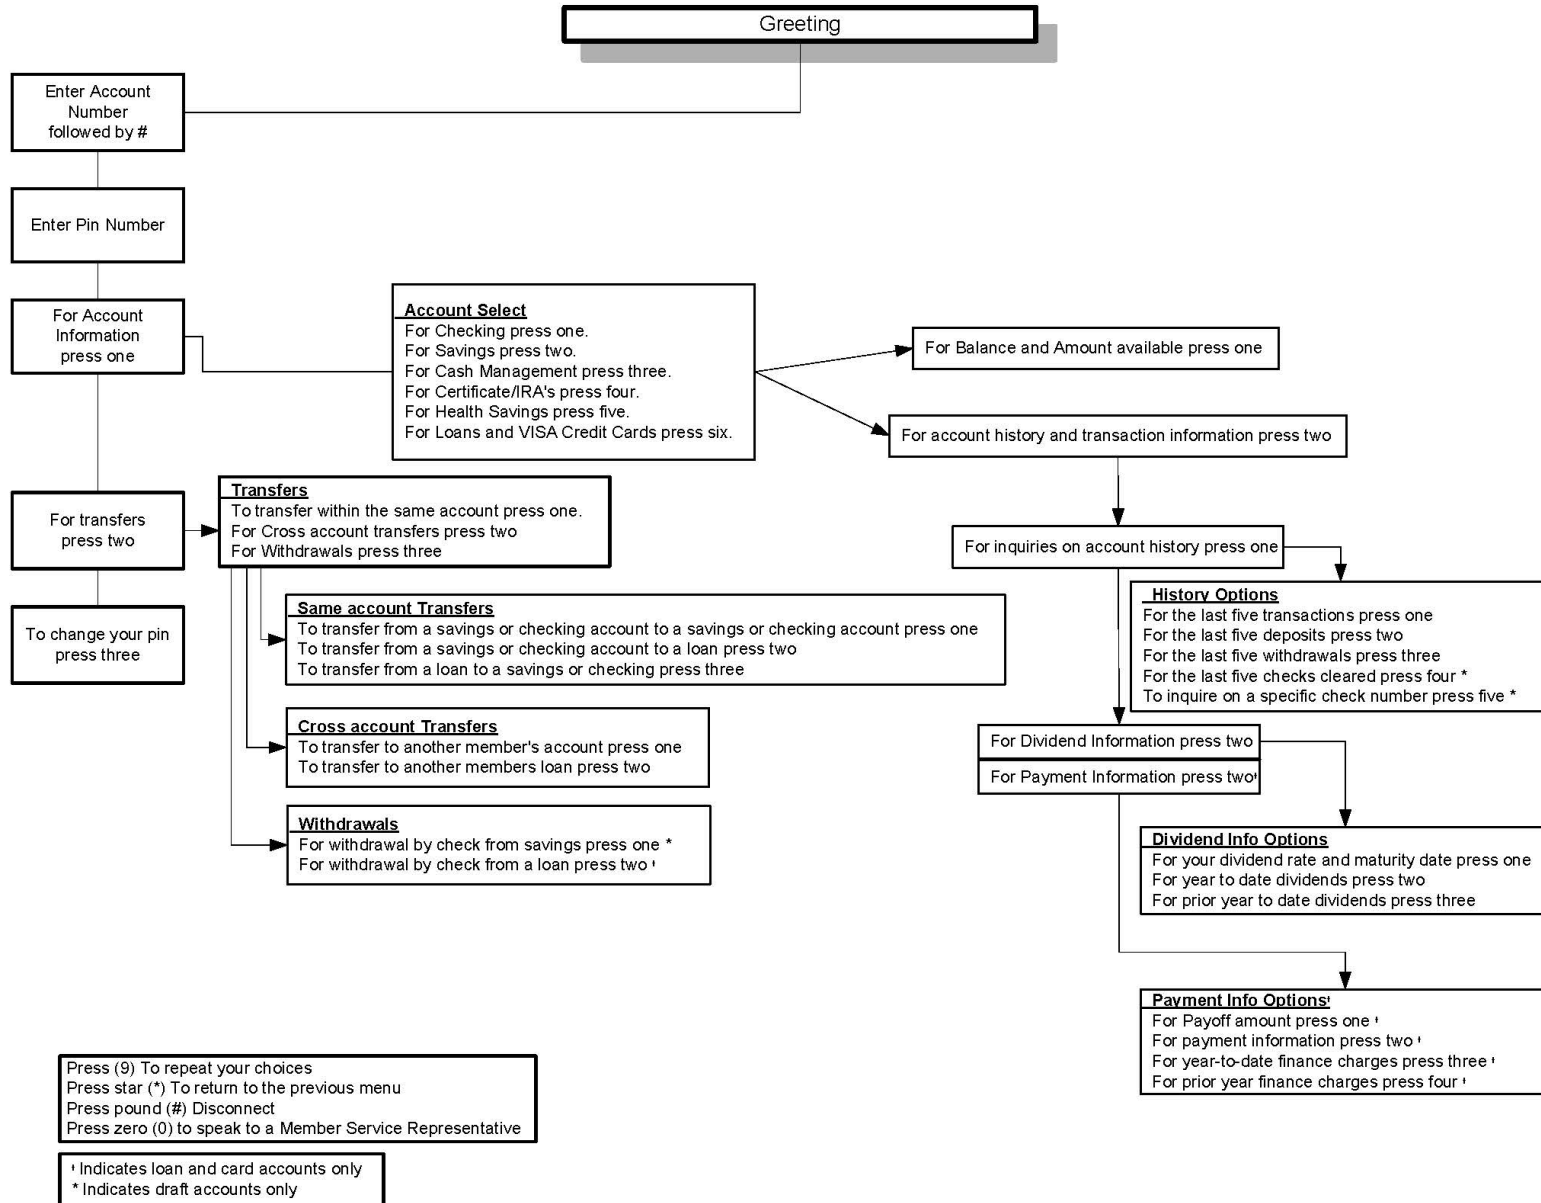 Greeting
Enter Account
Number
followed by #
Enter Pin Number
For Account
Information
press one
Account Select
For Checking press one.
For Savings press two.
For Cash Management press three.
For Certificate/IRA's press four.
For Health Savings press five.
For Loans and VISA Credit Cards press six.
For Balance and Amount available press one
For account history and transaction information press two
For transfers
press two
Transfers
To transfer within the same account press one.
For Cross account transfers press two
For Withdrawals press three
To change your pin
press three
Same account Transfers
To transfer from a savings or checking account to a savings or checking account press one
To transfer from a savings or checking account to a loan press two
To transfer from a loan to a savings or checking press three
Cross account Transfers
To transfer to another member's account press one
To transfer to another members loan press two
Withdrawals
For withdrawal by check from savings press one *
For withdrawal by check from a loan press two ᵗ
For inquiries on account history press one
History Options
For the last five transactions press one
For the last five deposits press two
For the last five withdrawals press three
For the last five checks cleared press four *
To inquire on a specific check number press five *
For Dividend Information press two
For Payment Information press twoᵗ
Dividend Info Options
For your dividend rate and maturity date press one
For year to date dividends press two
For prior year to date dividends press three
Payment Info Optionsᵗ
For Payoff amount press one ᵗ
For payment information press two ᵗ
For year-to-date finance charges press three ᵗ
For prior year finance charges press four ᵗ
Press (9) To repeat your choices
Press star (*) To return to the previous menu
Press pound (#) Disconnect
Press zero (0) to speak to a Member Service Representative
ᵗ Indicates loan and card accounts only
* Indicates draft accounts only